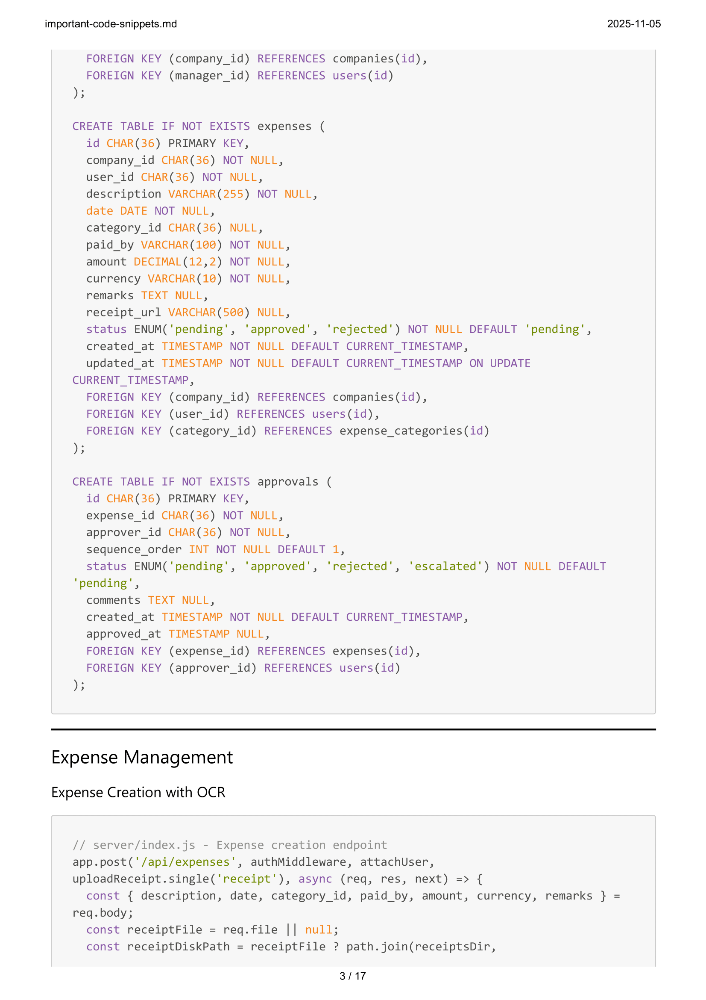 important-code-snippets.md 2025-11-05
  FOREIGN KEY (company_id) REFERENCES companies(id),
  FOREIGN KEY (manager_id) REFERENCES users(id)
);

CREATE TABLE IF NOT EXISTS expenses (
  id CHAR(36) PRIMARY KEY,
  company_id CHAR(36) NOT NULL,
  user_id CHAR(36) NOT NULL,
  description VARCHAR(255) NOT NULL,
  date DATE NOT NULL,
  category_id CHAR(36) NULL,
  paid_by VARCHAR(100) NOT NULL,
  amount DECIMAL(12,2) NOT NULL,
  currency VARCHAR(10) NOT NULL,
  remarks TEXT NULL,
  receipt_url VARCHAR(500) NULL,
  status ENUM('pending', 'approved', 'rejected') NOT NULL DEFAULT 'pending',
  created_at TIMESTAMP NOT NULL DEFAULT CURRENT_TIMESTAMP,
  updated_at TIMESTAMP NOT NULL DEFAULT CURRENT_TIMESTAMP ON UPDATE
CURRENT_TIMESTAMP,
  FOREIGN KEY (company_id) REFERENCES companies(id),
  FOREIGN KEY (user_id) REFERENCES users(id),
  FOREIGN KEY (category_id) REFERENCES expense_categories(id)
);

CREATE TABLE IF NOT EXISTS approvals (
  id CHAR(36) PRIMARY KEY,
  expense_id CHAR(36) NOT NULL,
  approver_id CHAR(36) NOT NULL,
  sequence_order INT NOT NULL DEFAULT 1,
  status ENUM('pending', 'approved', 'rejected', 'escalated') NOT NULL DEFAULT
'pending',
  comments TEXT NULL,
  created_at TIMESTAMP NOT NULL DEFAULT CURRENT_TIMESTAMP,
  approved_at TIMESTAMP NULL,
  FOREIGN KEY (expense_id) REFERENCES expenses(id),
  FOREIGN KEY (approver_id) REFERENCES users(id)
);

Expense Management
Expense Creation with OCR

// server/index.js - Expense creation endpoint
app.post('/api/expenses', authMiddleware, attachUser,
uploadReceipt.single('receipt'), async (req, res, next) => {
  const { description, date, category_id, paid_by, amount, currency, remarks } =
req.body;
  const receiptFile = req.file || null;
  const receiptDiskPath = receiptFile ? path.join(receiptsDir,
3 / 17